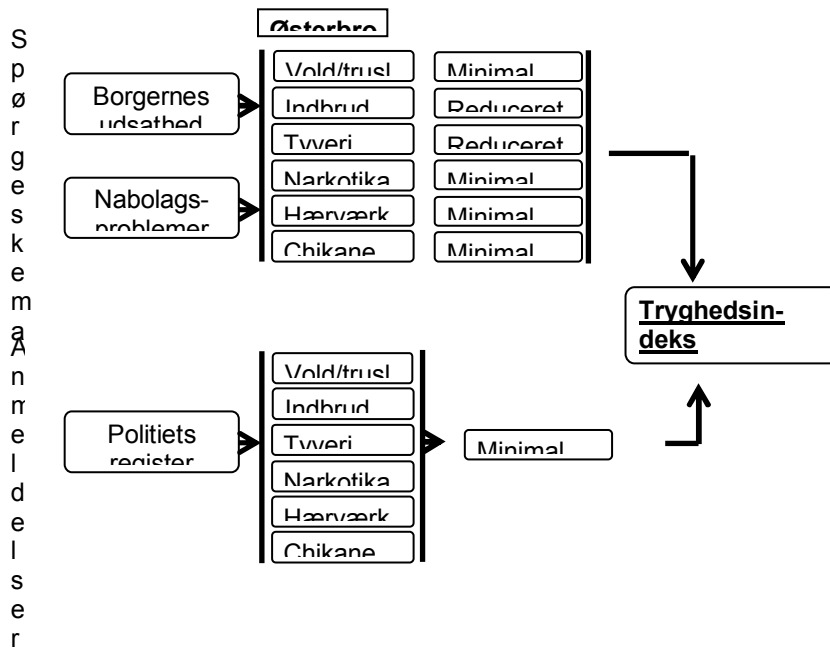 Østerbro
Spørgeskema
Borgernes
udsathed
Nabolags-
problemer
Vold/trusl
Minimal
Indbrud
Reduceret
Tyveri
Reduceret
Narkotika
Minimal
Hærværk
Minimal
Chikane
Minimal
Tryghedsin-
deks
Anmeldelser
Politiets
register
Vold/trusl
Indbrud
Tyveri
Narkotika
Hærværk
Chikane
Minimal